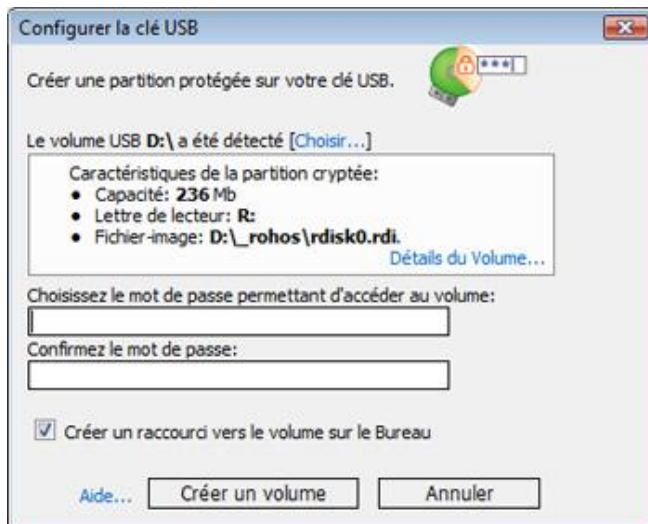 Configurer la clé USB
Créer une partition protégée sur votre clé USB.
***
Le volume USB D:\ a été détecté [Choisir...]
Caractéristiques de la partition cryptée:
• Capacité: 236 Mb
• Lettre de lecteur: R:
• Fichier-image: D:\_rohos\rdisk0.rdi.
Détails du Volume...
Choisissez le mot de passe permettant d'accéder au volume:
Confirmez le mot de passe:
Créer un raccourci vers le volume sur le Bureau
Aide... Créer un volume Annuler